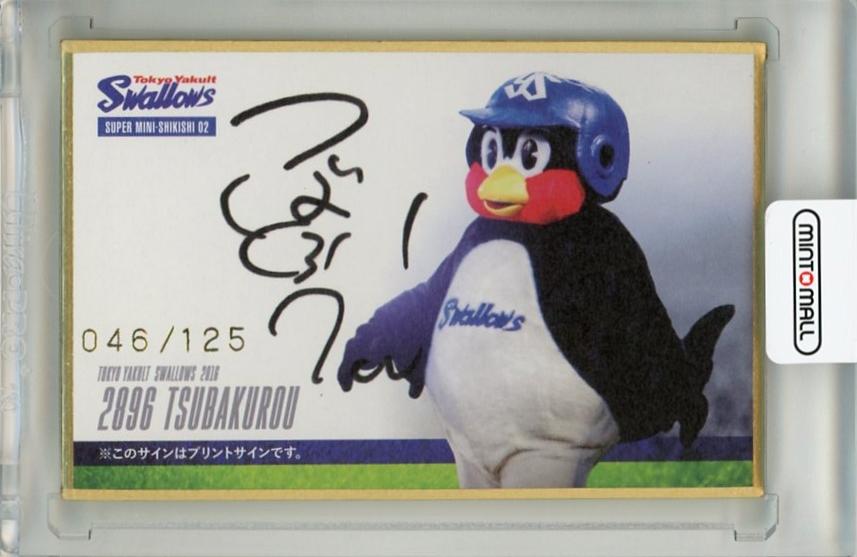 Tokyo Yakult
Swallows
SUPER MINI-SHIKISHI 02
Swallows
046/125
TOKYO YAKULT SWALLOWS 2016
2896 TSUBAKUROU
※このサインはプリントサインです。
MINT MALL